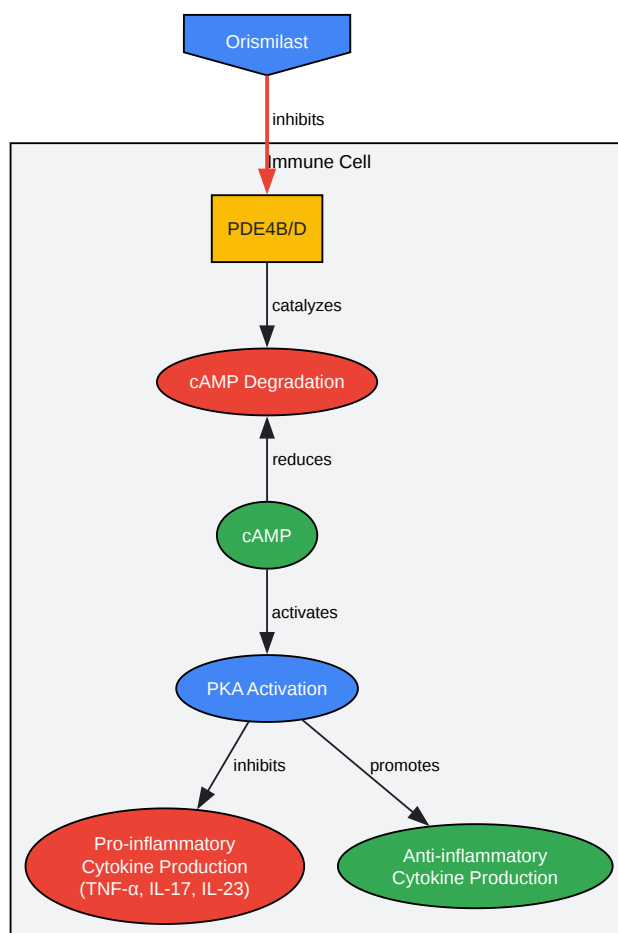 Orismilast
inhibits
Immune Cell
PDE4B/D
catalyzes
cAMP Degradation
reduces
cAMP
activates
PKA Activation
inhibits
promotes
Pro-inflammatory
Cytokine Production
(TNF-α, IL-17, IL-23)
Anti-inflammatory
Cytokine Production